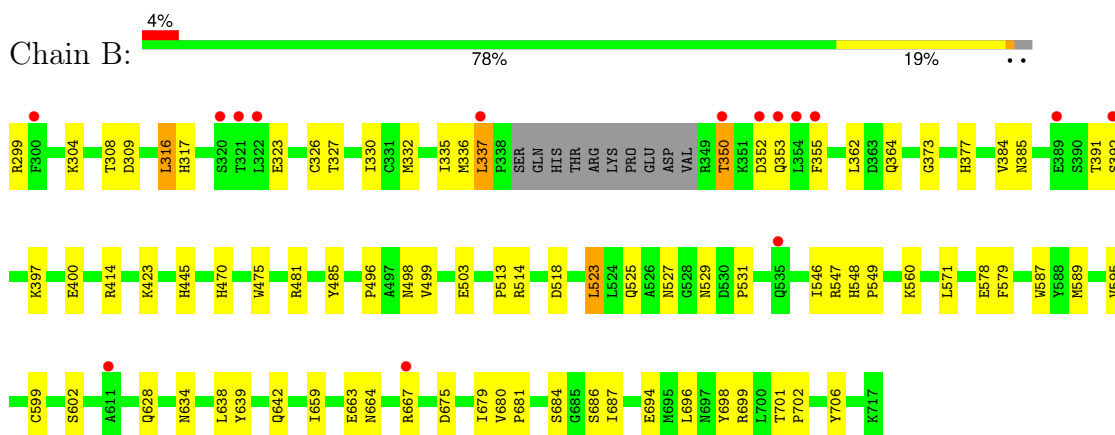 4%
Chain B:
78% 19% • •
R299 F300 K304 T308 D309 L316 H317 S320 T321 L322 E323 C326 T327 I330 C331 M332 I335 M336 L337 P338 SER GLN HIS THR ARG LYS PRO GLU ASP VAL R349 T350 K351 D352 Q353 L354 F355 L362 D363 Q364 G373 H377 V384 N385 E389 S390 T391 S392
K397 E400 R414 K423 H445 H470 W475 R481 Y485 P496 A497 N498 V499 E503 P513 R514 D518 L523 L524 Q525 A526 N527 G528 N529 D530 P531 Q535 I546 R547 H548 P549 K560 L571 E578 F579 W587 Y588 M589 V595
C599 S602 A611 Q628 N634 L638 Y639 Q642 I659 E663 N664 R667 D675 I679 V680 P681 S684 G685 S686 I687 E694 M695 L696 N697 Y698 R699 L700 T701 P702 Y706 K717